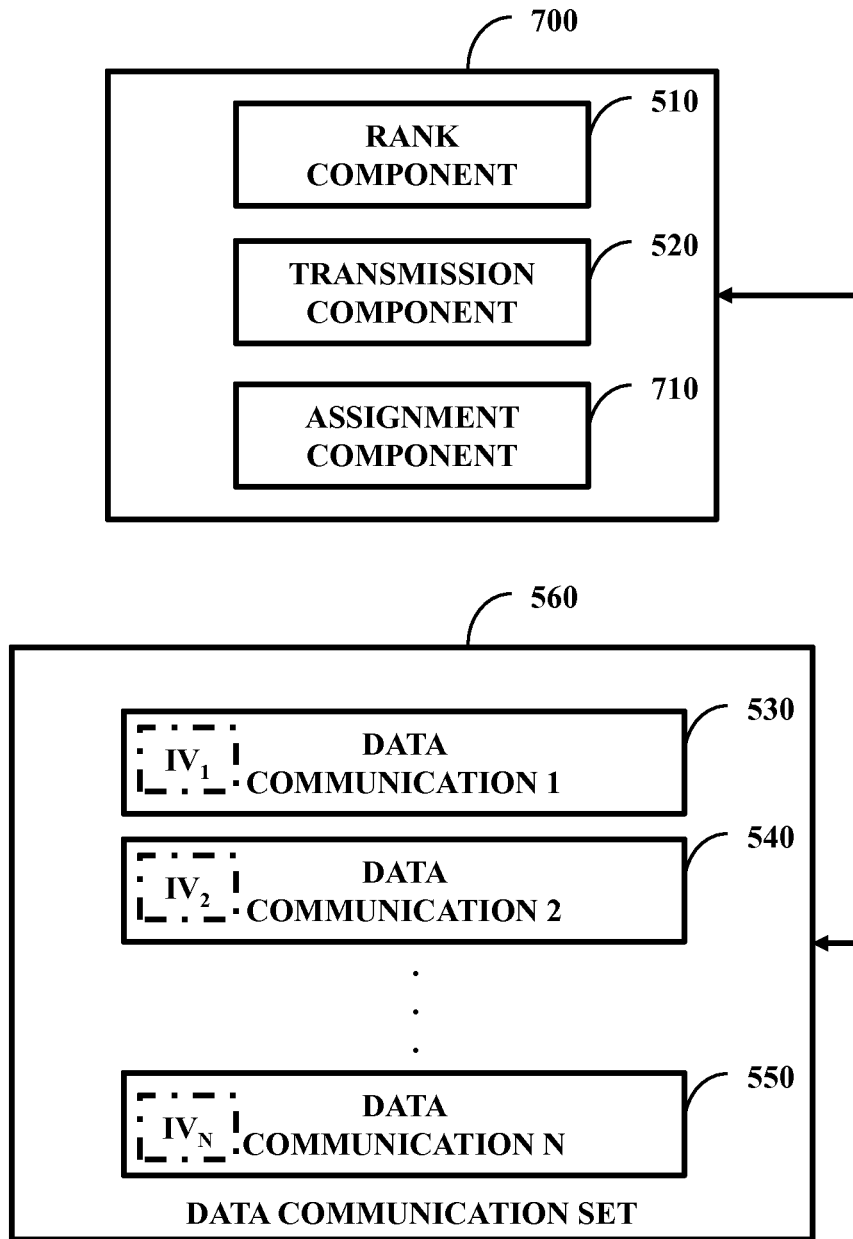 700
510
RANK
COMPONENT
520
TRANSMISSION
COMPONENT
710
ASSIGNMENT
COMPONENT
560
530
IV₁
DATA
COMMUNICATION 1
540
IV₂
DATA
COMMUNICATION 2
.
.
.
550
IV_N
DATA
COMMUNICATION N
DATA COMMUNICATION SET